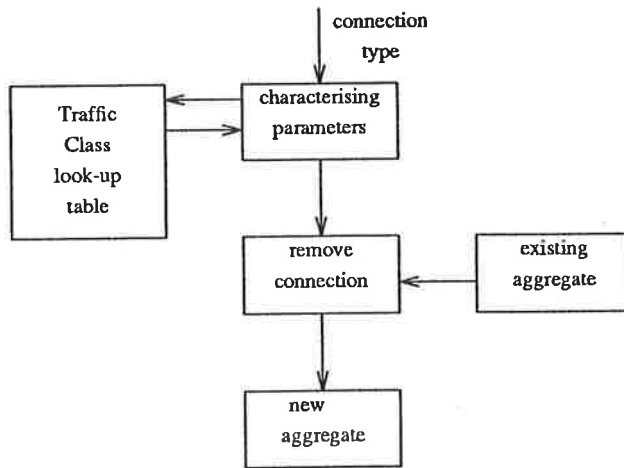 connection
type
characterising
parameters
Traffic
Class
look-up
table
remove
connection
existing
aggregate
new
aggregate